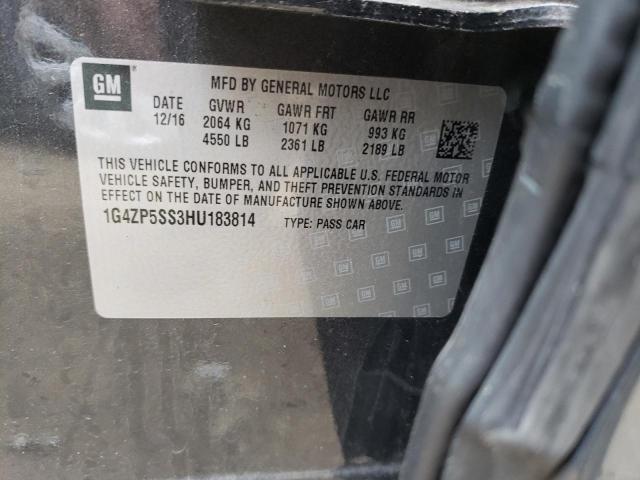 GM
MFD BY GENERAL MOTORS LLC
DATE GVWR GAWR FRT GAWR RR
12/16 2064 KG 1071 KG 993 KG
4550 LB 2361 LB 2189 LB
THIS VEHICLE CONFORMS TO ALL APPLICABLE U.S. FEDERAL MOTOR
VEHICLE SAFETY, BUMPER, AND THEFT PREVENTION STANDARDS IN
EFFECT ON THE DATE OF MANUFACTURE SHOWN ABOVE.
1G4ZP5SS3HU183814 TYPE: PASS CAR